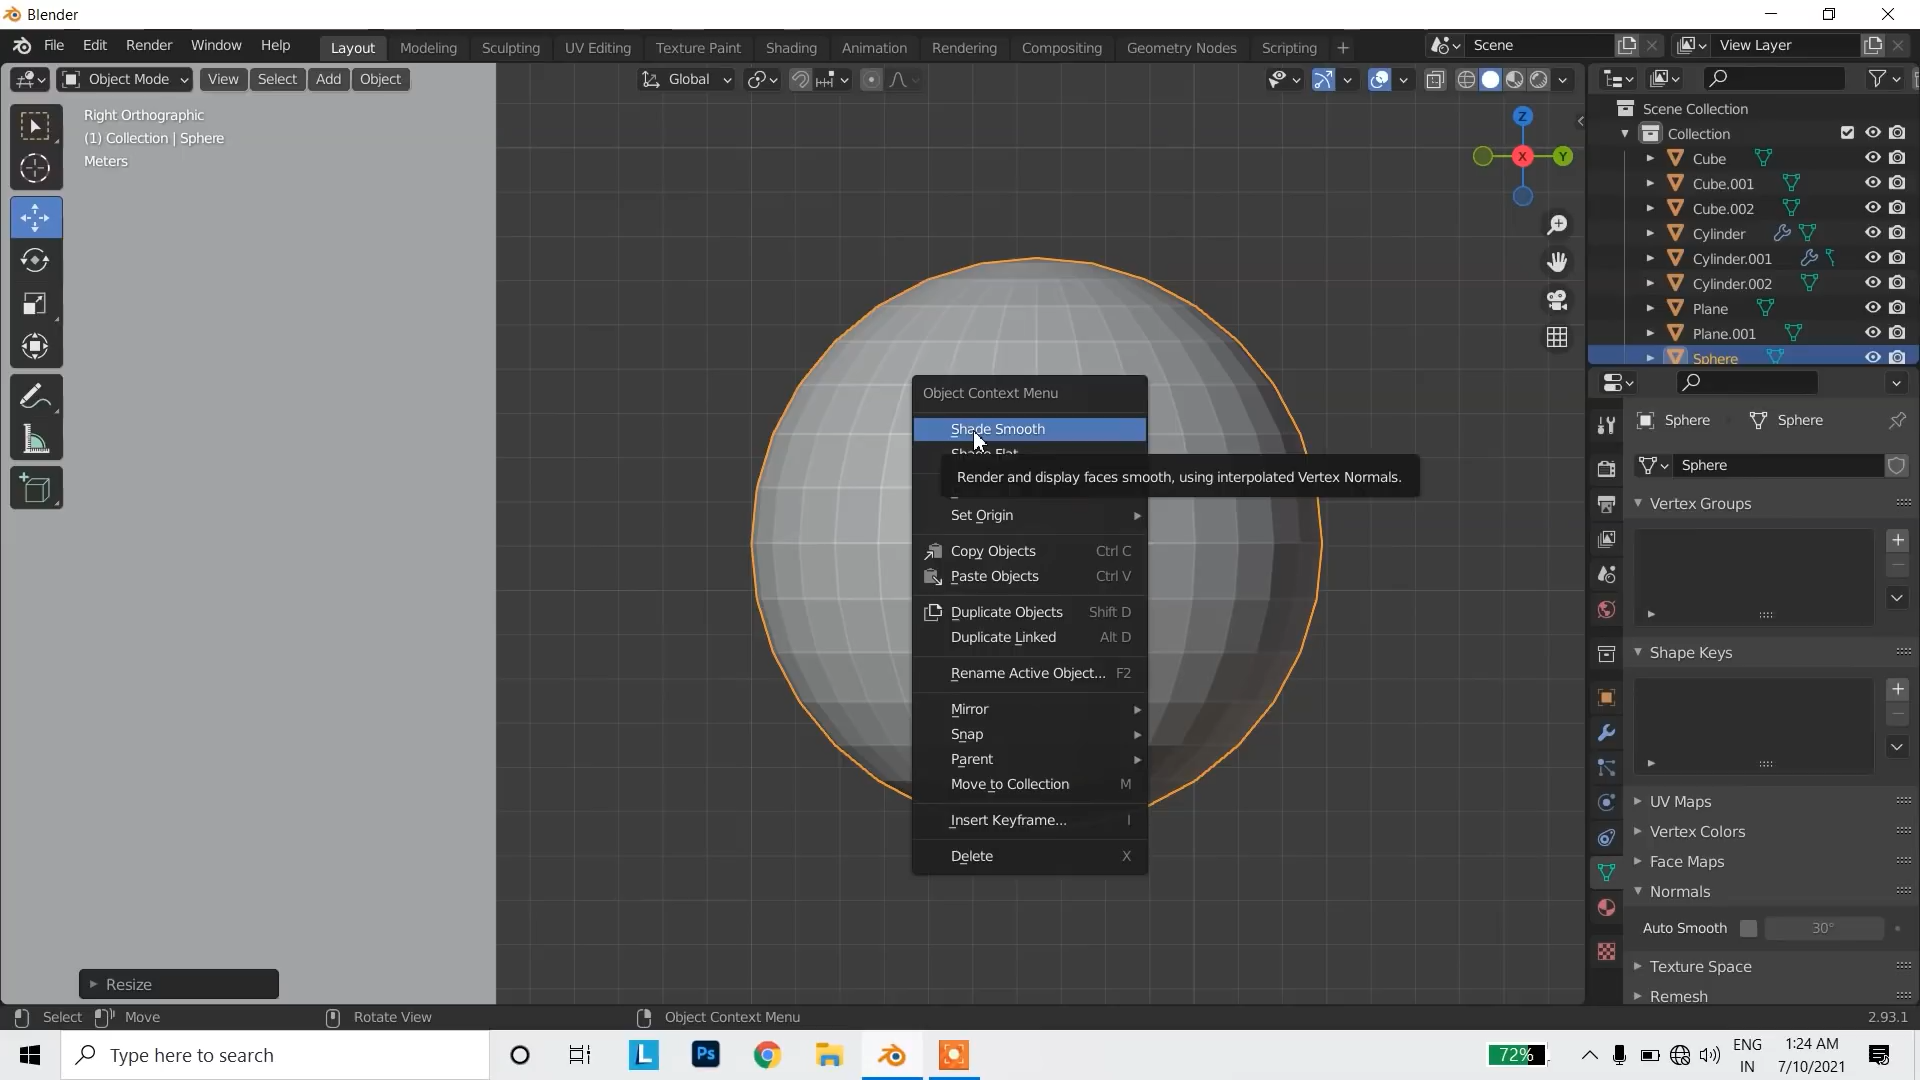 Blender
File Edit Render Window Help Layout Modeling Sculpting UV Editing Texture Paint Shading Animation Rendering Compositing Geometry Nodes Scripting + Scene View Layer
Object Mode View Select Add Object Global
Right Orthographic
(1) Collection | Sphere
Meters
Z
X
Y
Scene Collection
Collection
Cube
Cube.001
Cube.002
Cylinder
Cylinder.001
Cylinder.002
Plane
Plane.001
Sphere
Object Context Menu
Shade Smooth
Shade Flat
Render and display faces smooth, using interpolated Vertex Normals.
Set Origin
Copy Objects Ctrl C
Paste Objects Ctrl V
Duplicate Objects Shift D
Duplicate Linked Alt D
Rename Active Object... F2
Mirror
Snap
Parent
Move to Collection M
Insert Keyframe... I
Delete X
Sphere Sphere
Sphere
Vertex Groups
Shape Keys
UV Maps
Vertex Colors
Face Maps
Normals
Auto Smooth 30°
Texture Space
Remesh
Resize
Select Move Rotate View Object Context Menu 2.93.1
Type here to search
L
Ps
72%
ENG
IN
1:24 AM
7/10/2021